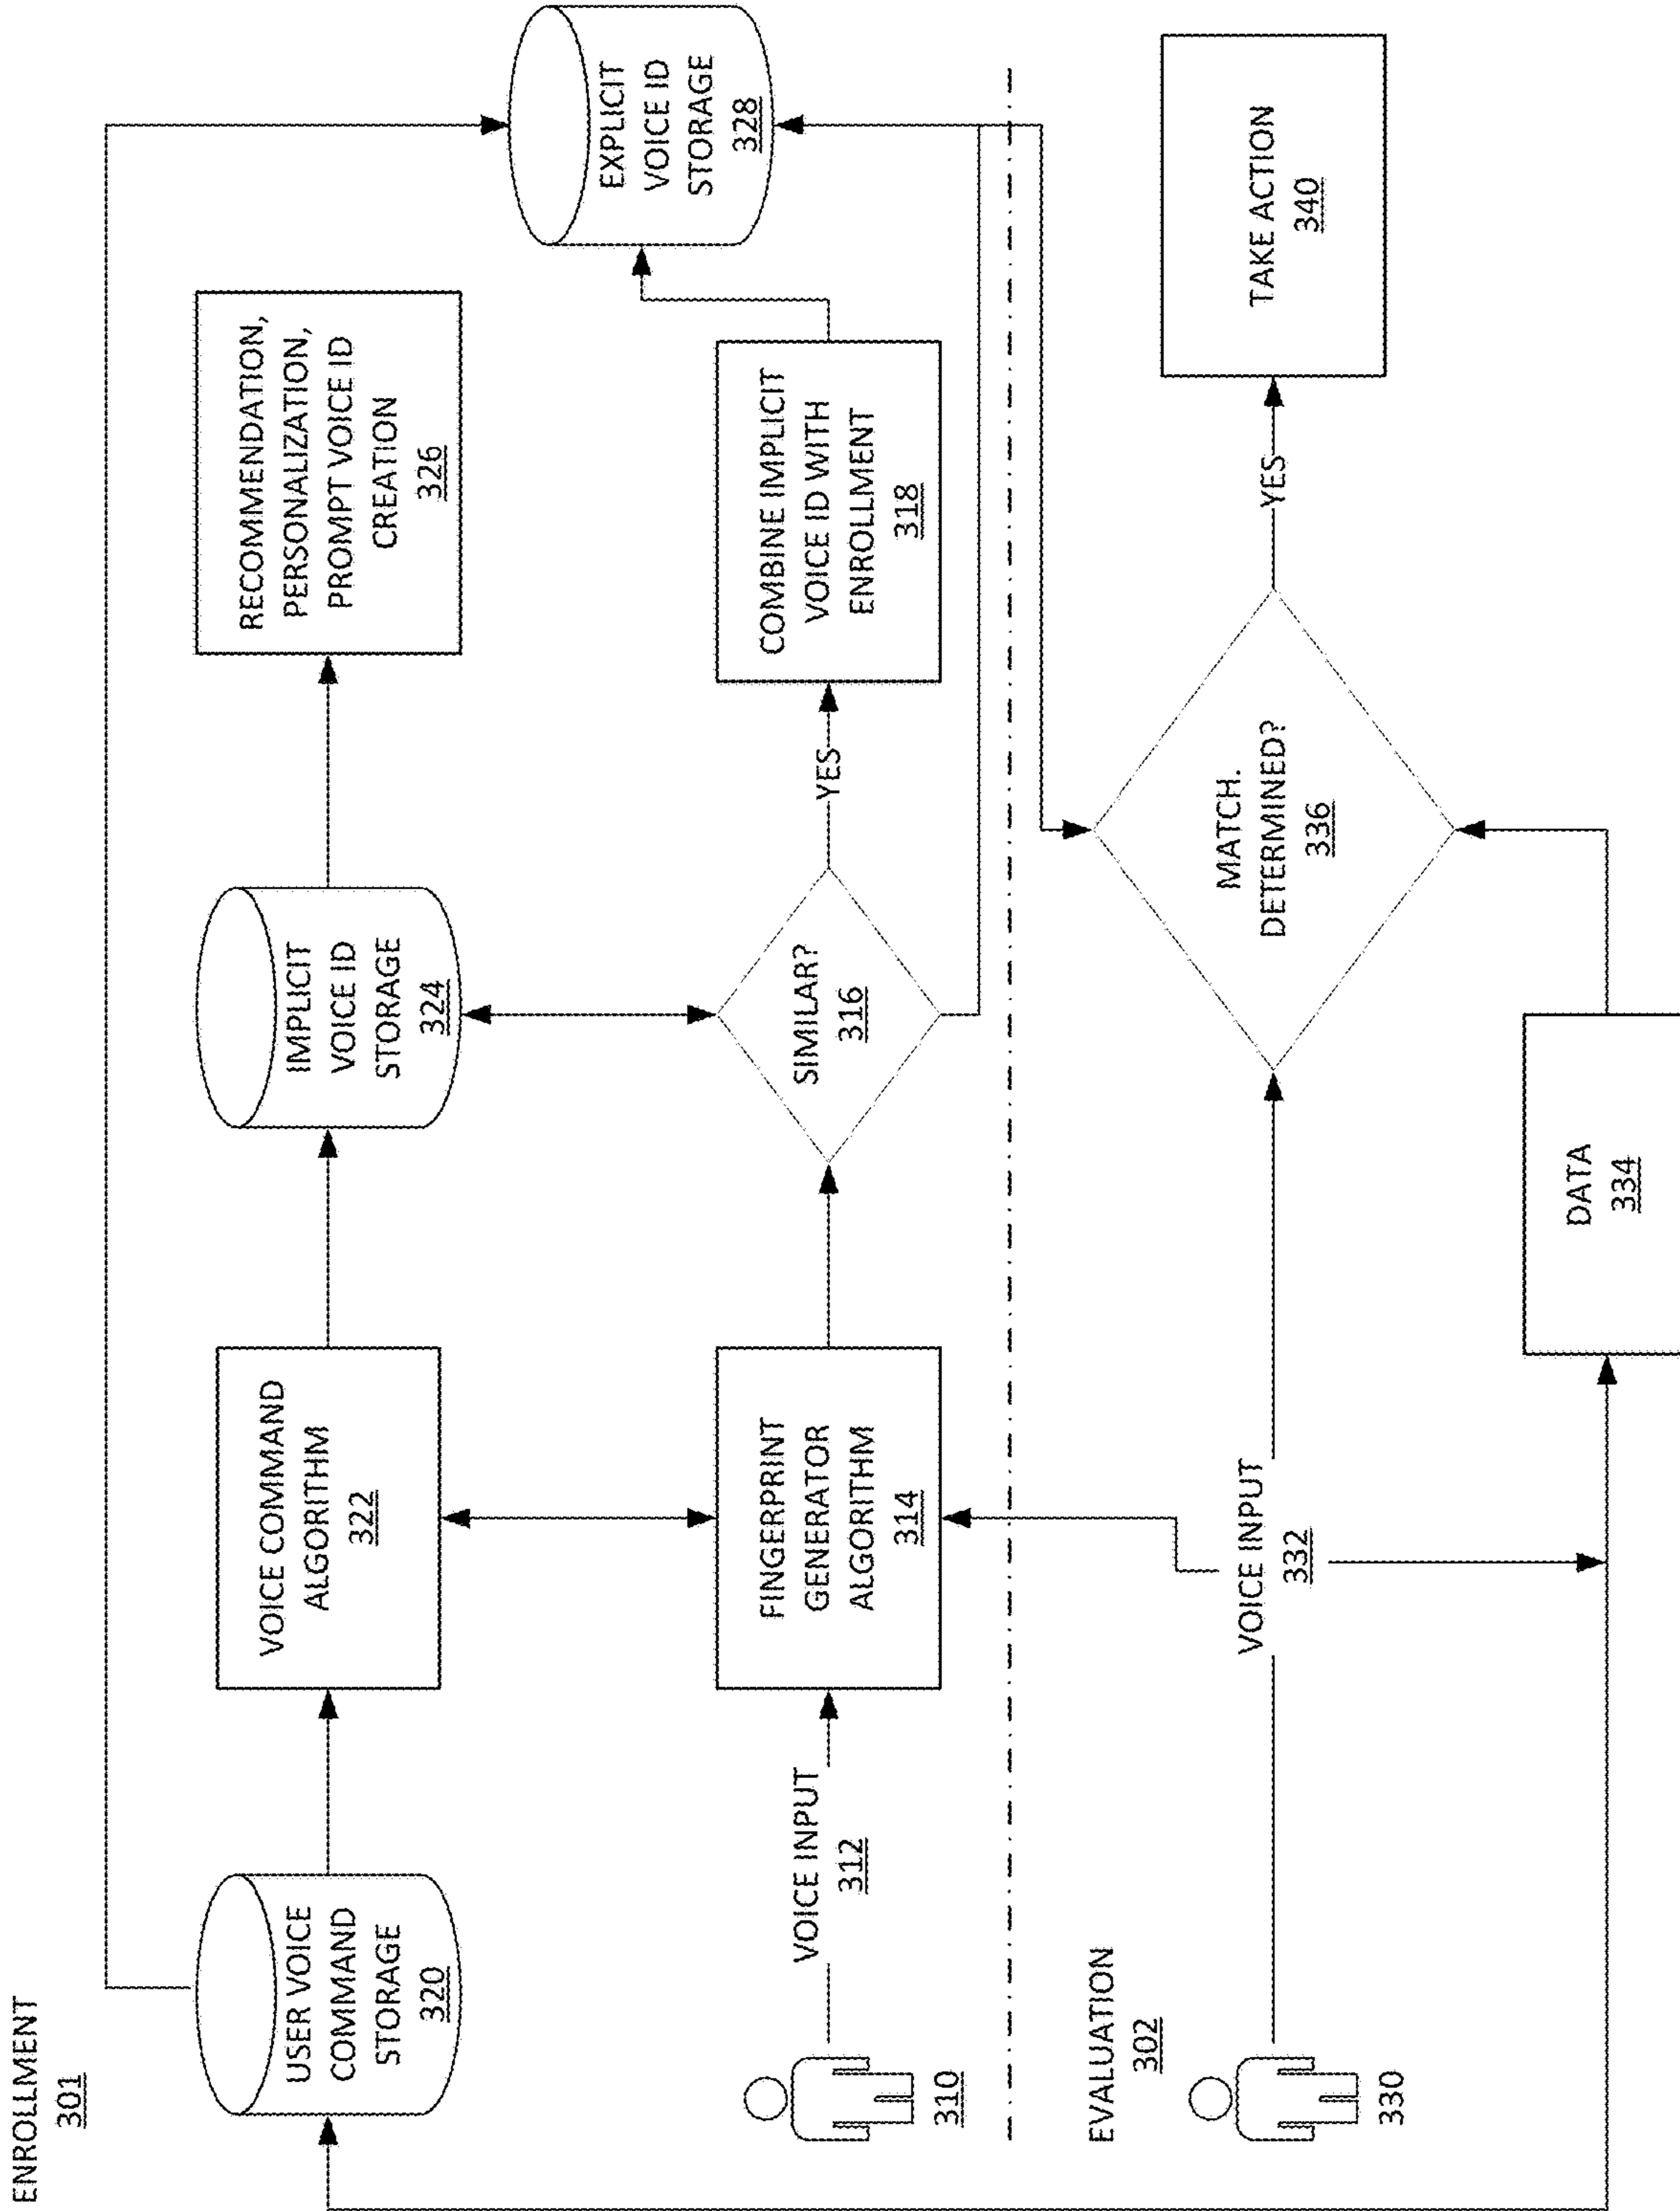 ENROLLMENT
301
USER VOICE
COMMAND
STORAGE
320
VOICE COMMAND
ALGORITHM
322
IMPLICIT
VOICE ID
STORAGE
324
RECOMMENDATION,
PERSONALIZATION,
PROMPT VOICE ID
CREATION
326
EXPLICIT
VOICE ID
STORAGE
328
310
VOICE INPUT
312
FINGERPRINT
GENERATOR
ALGORITHM
314
SIMILAR?
316
YES
COMBINE IMPLICIT
VOICE ID WITH
ENROLLMENT
318
EVALUATION
302
330
VOICE INPUT
332
MATCH.
DETERMINED?
336
YES
TAKE ACTION
340
DATA
334